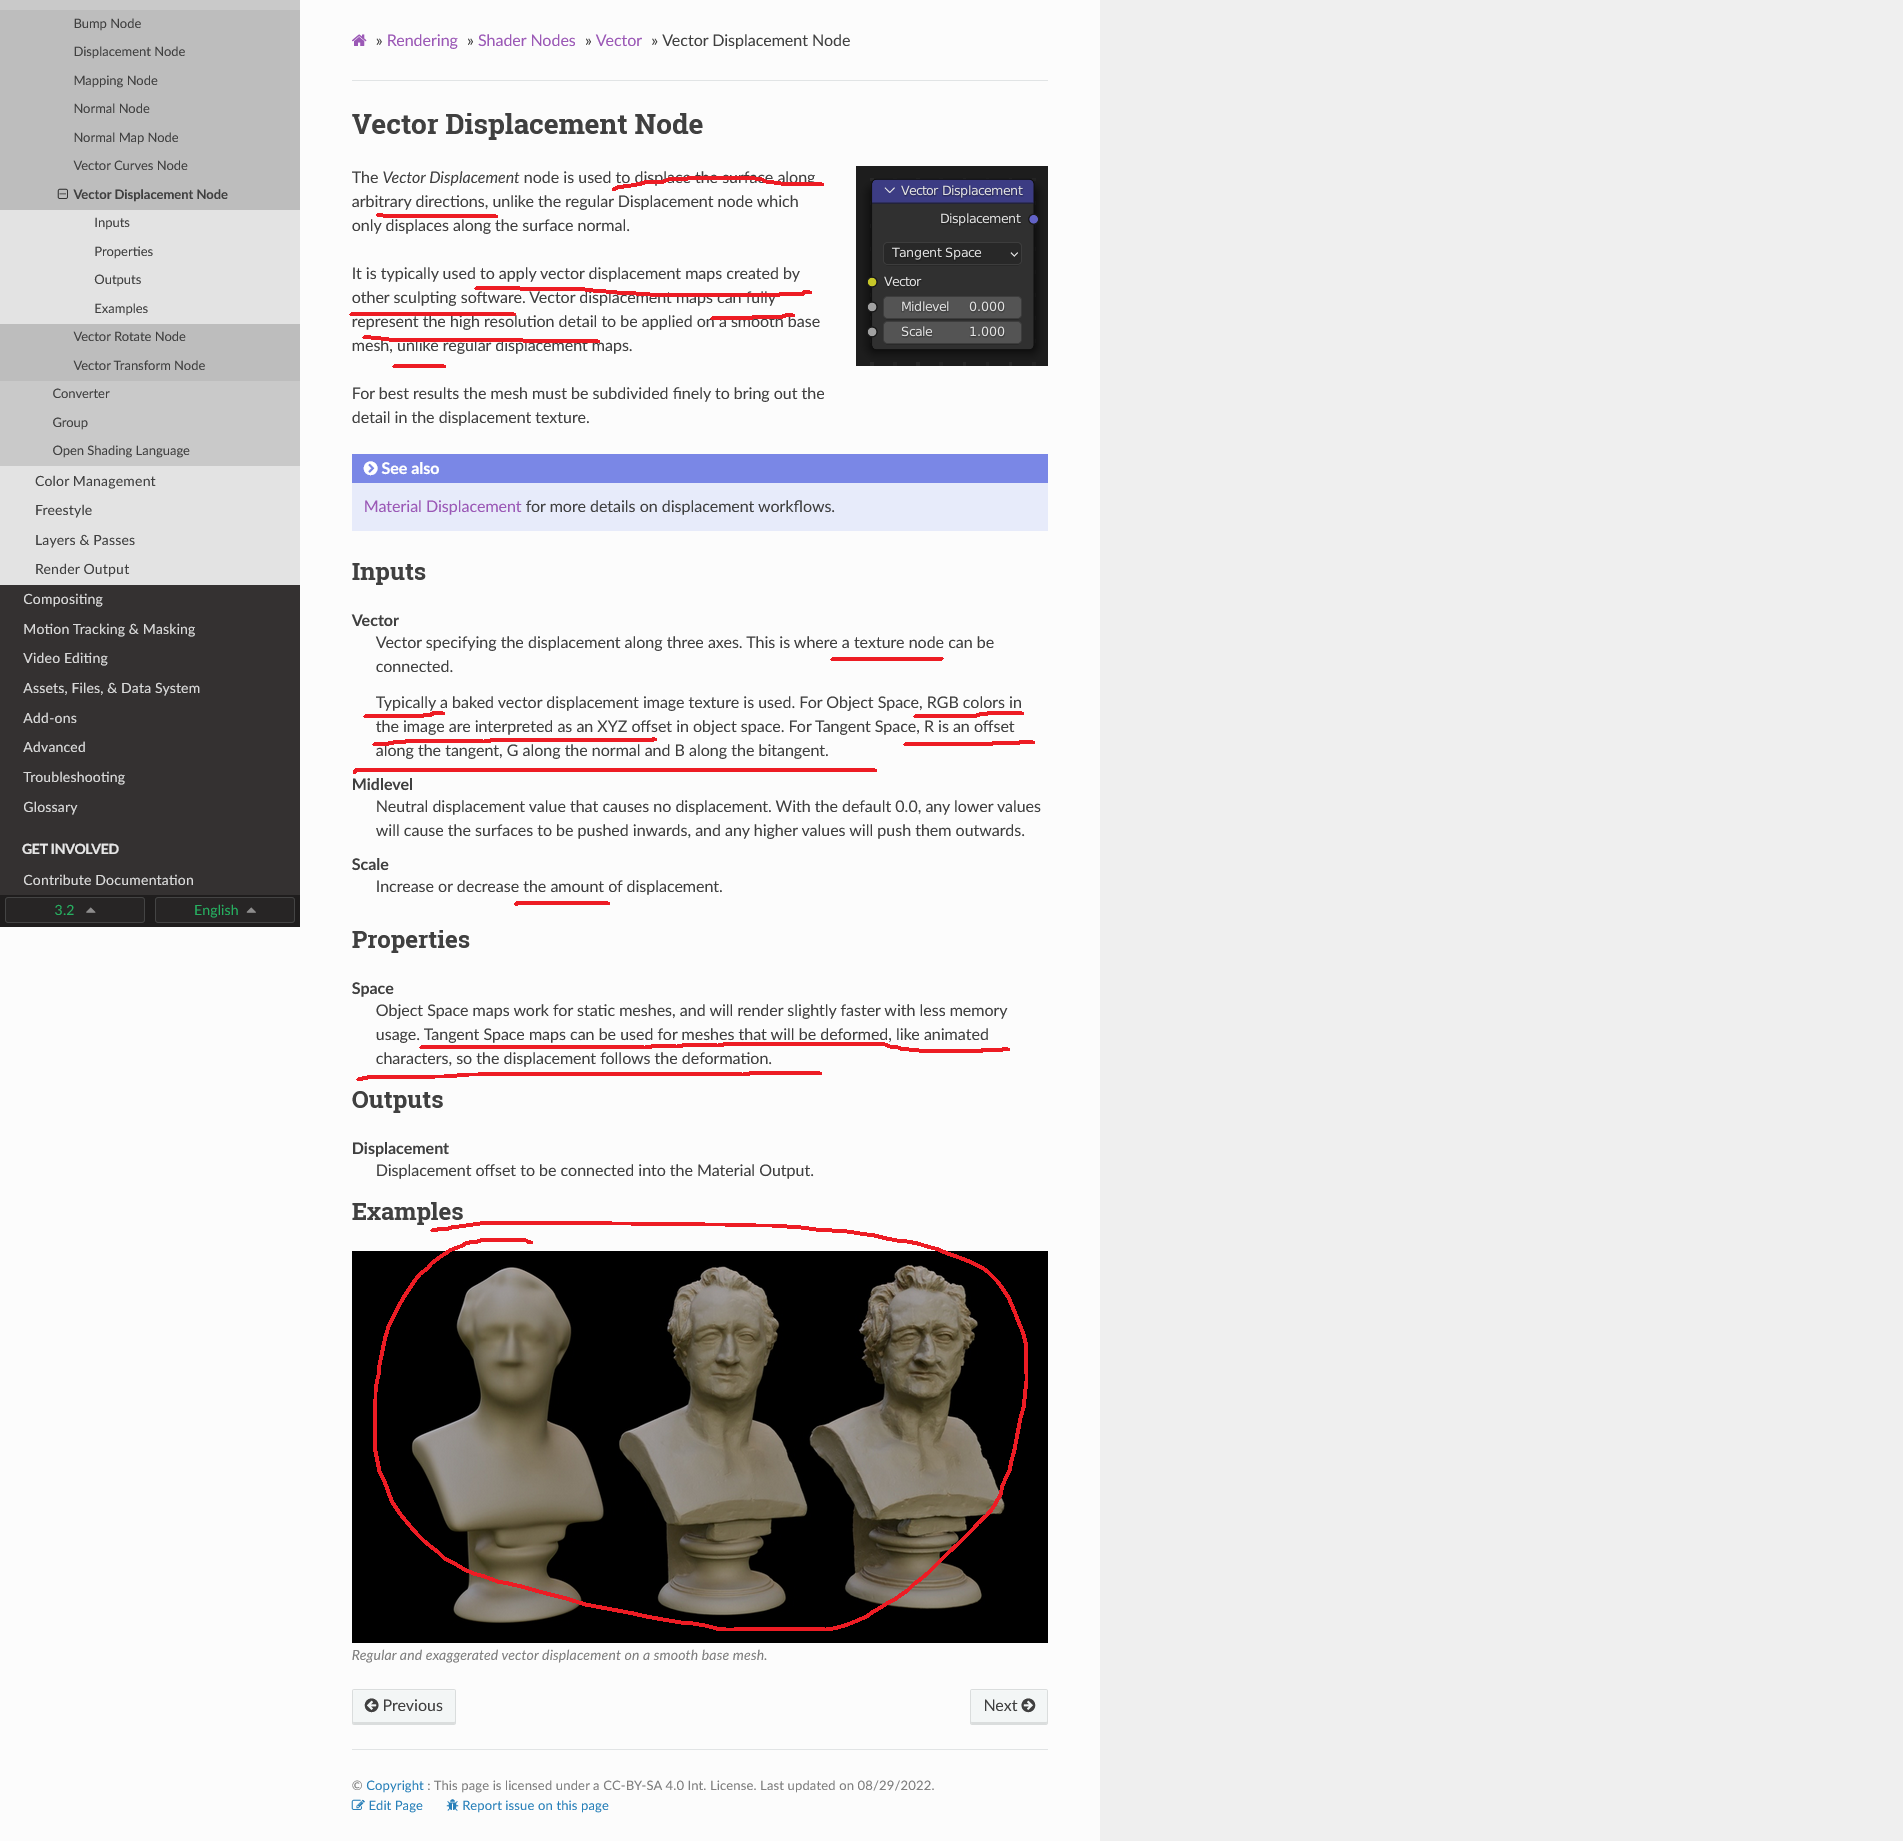 Bump Node
Displacement Node
Mapping Node
Normal Node
Normal Map Node
Vector Curves Node
Vector Displacement Node
Inputs
Properties
Outputs
Examples
Vector Rotate Node
Vector Transform Node
Converter
Group
Open Shading Language
Color Management
Freestyle
Layers & Passes
Render Output
Compositing
Motion Tracking & Masking
Video Editing
Assets, Files, & Data System
Add-ons
Advanced
Troubleshooting
Glossary
GET INVOLVED
Contribute Documentation
3.2
English
» Rendering » Shader Nodes » Vector » Vector Displacement Node
Vector Displacement Node
The Vector Displacement node is used to displace the surface along
arbitrary directions, unlike the regular Displacement node which
only displaces along the surface normal.
It is typically used to apply vector displacement maps created by
other sculpting software. Vector displacement maps can fully
represent the high resolution detail to be applied on a smooth base
mesh, unlike regular displacement maps.
For best results the mesh must be subdivided finely to bring out the
detail in the displacement texture.
Vector Displacement
Displacement
Tangent Space
Vector
Midlevel 0.000
Scale 1.000
See also
Material Displacement for more details on displacement workflows.
Inputs
Vector
Vector specifying the displacement along three axes. This is where a texture node can be
connected.
Typically a baked vector displacement image texture is used. For Object Space, RGB colors in
the image are interpreted as an XYZ offset in object space. For Tangent Space, R is an offset
along the tangent, G along the normal and B along the bitangent.
Midlevel
Neutral displacement value that causes no displacement. With the default 0.0, any lower values
will cause the surfaces to be pushed inwards, and any higher values will push them outwards.
Scale
Increase or decrease the amount of displacement.
Properties
Space
Object Space maps work for static meshes, and will render slightly faster with less memory
usage. Tangent Space maps can be used for meshes that will be deformed, like animated
characters, so the displacement follows the deformation.
Outputs
Displacement
Displacement offset to be connected into the Material Output.
Examples
Regular and exaggerated vector displacement on a smooth base mesh.
Previous
Next
© Copyright : This page is licensed under a CC-BY-SA 4.0 Int. License. Last updated on 08/29/2022.
Edit Page Report issue on this page